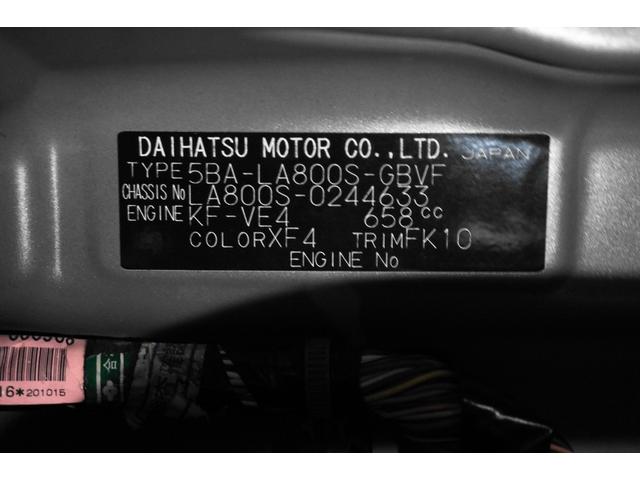 DAIHATSU MOTOR CO.,LTD. JAPAN
TYPE 5BA-LA800S-GBVF
CHASSIS No LA800S-0244633
ENGINE KF-VE4 658cc
COLOR XF4 TRIM FK10
ENGINE No
16*201015